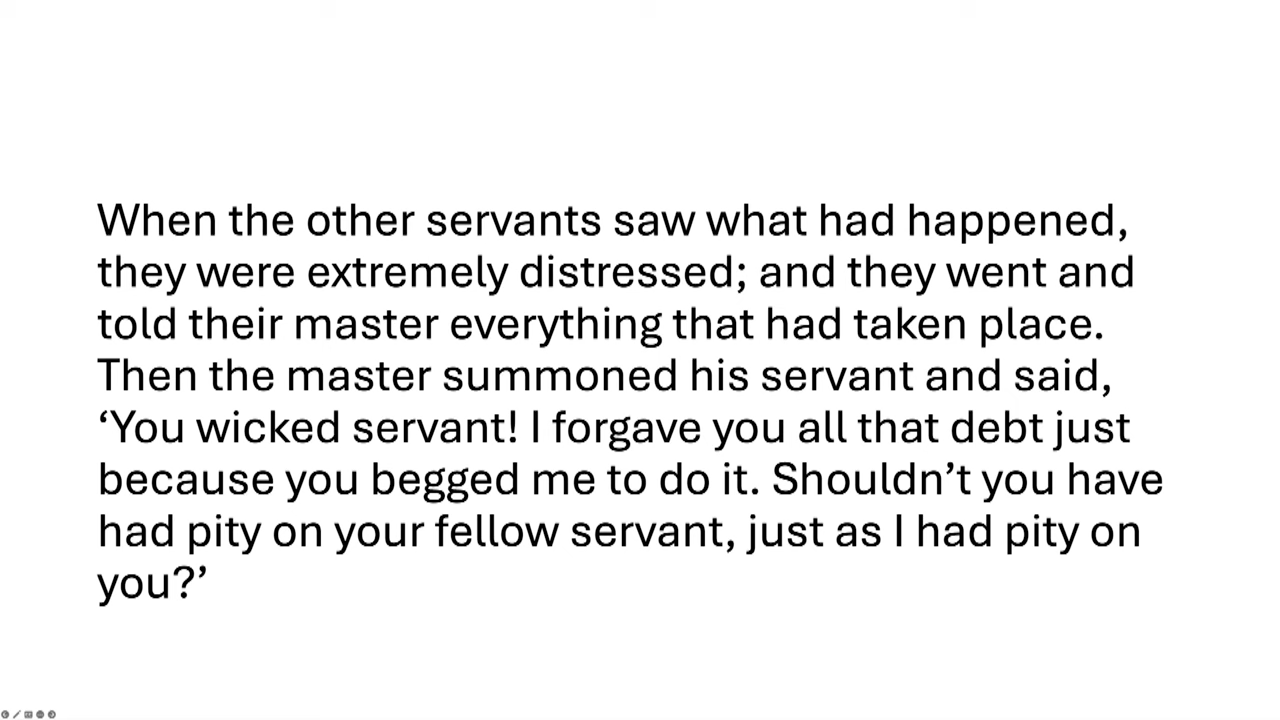 When the other servants saw what had happened,
they were extremely distressed; and they went and
told their master everything that had taken place.
Then the master summoned his servant and said,
‘You wicked servant! I forgave you all that debt just
because you begged me to do it. Shouldn’t you have
had pity on your fellow servant, just as I had pity on
you?’